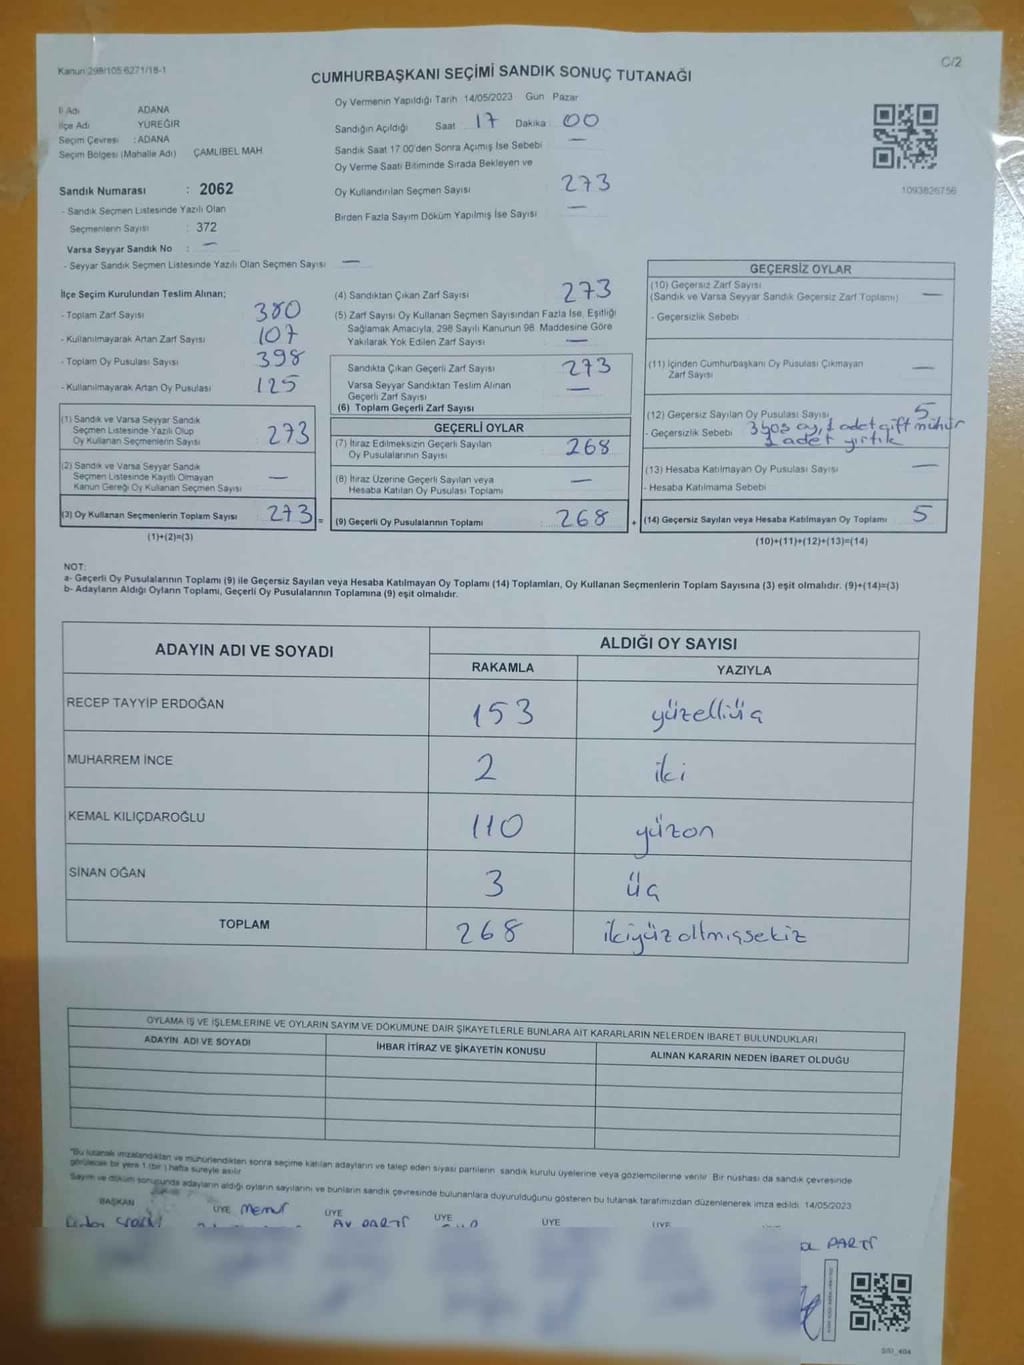 Kanun 298/105 6271/18-1
C/2
CUMHURBAŞKANI SEÇİMİ SANDIK SONUÇ TUTANAĞI
İl Adı ADANA
İlçe Adı YÜREĞİR
Seçim Çevresi : ADANA
Seçim Bölgesi (Mahalle Adı) ÇAMLIBEL MAH
Sandık Numarası : 2062
- Sandık Seçmen Listesinde Yazılı Olan
Seçmenlerin Sayısı : 372
Varsa Seyyar Sandık No : —
- Seyyar Sandık Seçmen Listesinde Yazılı Olan Seçmen Sayısı —
Oy Vermenin Yapıldığı Tarih 14/05/2023 Gün Pazar
Sandığın Açıldığı Saat 17 Dakika 00
Sandık Saat 17 00'den Sonra Açımış İse Sebebi —
Oy Verme Saati Bitiminde Sırada Bekleyen ve
Oy Kullandırılan Seçmen Sayısı 273
Birden Fazla Sayım Döküm Yapılmış İse Sayısı —
1093826756
İlçe Seçim Kurulundan Teslim Alınan;
- Toplam Zarf Sayısı 380
- Kullanılmayarak Artan Zarf Sayısı 107
- Toplam Oy Pusulası Sayısı 398
- Kullanılmayarak Artan Oy Pusulası 125
(1) Sandık ve Varsa Seyyar Sandık
Seçmen Listesinde Yazılı Olup
Oy Kullanan Seçmenlerin Sayısı 273
(2) Sandık ve Varsa Seyyar Sandık
Seçmen Listesinde Kayıtlı Olmayan
Kanun Gereği Oy Kullanan Seçmen Sayısı —
(3) Oy Kullanan Seçmenlerin Toplam Sayısı 273 =
(1)+(2)=(3)
(4) Sandıktan Çıkan Zarf Sayısı 273
(5) Zarf Sayısı Oy Kullanan Seçmen Sayısından Fazla İse, Eşitliği
Sağlamak Amacıyla, 298 Sayılı Kanunun 98. Maddesine Göre
Yakılarak Yok Edilen Zarf Sayısı —
Sandıkta Çıkan Geçerli Zarf Sayısı 273
Varsa Seyyar Sandıktan Teslim Alınan
Geçerli Zarf Sayısı —
(6) Toplam Geçerli Zarf Sayısı
GEÇERLİ OYLAR
(7) İtiraz Edilmeksizin Geçerli Sayılan
Oy Pusulalarının Sayısı 268
(8) İtiraz Üzerine Geçerli Sayılan veya
Hesaba Katılan Oy Pusulası Toplamı —
(9) Geçerli Oy Pusulalarının Toplamı 268 +
GEÇERSİZ OYLAR
(10) Geçersiz Zarf Sayısı
(Sandık ve Varsa Seyyar Sandık Geçersiz Zarf Toplamı) —
- Geçersizlik Sebebi
(11) İçinden Cumhurbaşkanı Oy Pusulası Çıkmayan
Zarf Sayısı —
(12) Geçersiz Sayılan Oy Pusulası Sayısı 5
- Geçersizlik Sebebi 3 boş oy, 1 adet çift mühür
1 adet yırtık
(13) Hesaba Katılmayan Oy Pusulası Sayısı —
- Hesaba Katılmama Sebebi
(14) Geçersiz Sayılan veya Hesaba Katılmayan Oy Toplamı 5
(10)+(11)+(12)+(13)=(14)
NOT:
a- Geçerli Oy Pusulalarının Toplamı (9) ile Geçersiz Sayılan veya Hesaba Katılmayan Oy Toplamı (14) Toplamları, Oy Kullanan Seçmenlerin Toplam Sayısına (3) eşit olmalıdır. (9)+(14)=(3)
b- Adayların Aldığı Oyların Toplamı, Geçerli Oy Pusulalarının Toplamına (9) eşit olmalıdır.
ADAYIN ADI VE SOYADI
ALDIĞI OY SAYISI
RAKAMLA YAZIYLA
RECEP TAYYİP ERDOĞAN 153 yüzelliüç
MUHARREM İNCE 2 iki
KEMAL KILIÇDAROĞLU 110 yüzon
SİNAN OĞAN 3 üç
TOPLAM 268 ikiyüzaltmışsekiz
OYLAMA İŞ VE İŞLEMLERİNE VE OYLARIN SAYIM VE DÖKÜMÜNE DAİR ŞİKAYETLERLE BUNLARA AİT KARARLARIN NELERDEN İBARET BULUNDUKLARI
ADAYIN ADI VE SOYADI İHBAR İTİRAZ VE ŞİKAYETİN KONUSU ALINAN KARARIN NEDEN İBARET OLDUĞU
*Bu tutanak imzalandıktan ve mühürlendikten sonra seçime katılan adayların ve talep eden siyasi partilerin sandık kurulu üyelerine veya gözlemcilerine verilir. Bir nüshası da sandık çevresinde
görülecek bir yere 1 (bir) hafta süreyle asılır
Sayım ve döküm sonucunda adayların aldığı oyların sayılarını ve bunların sandık çevresinde bulunanlara duyurulduğunu gösteren bu tutanak tarafımızdan düzenlenerek imza edildi. 14/05/2023
BAŞKAN ÜYE Memur ÜYE ÜYE ÜYE ÜYE
PARTİ
PARTİ